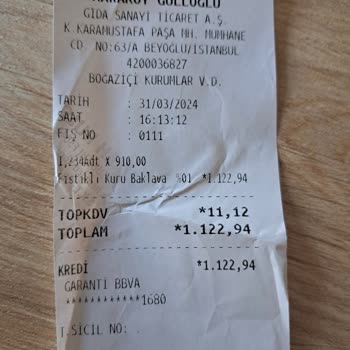 KARAKÖY GÜLLÜOĞLU
GIDA SANAYİ TİCARET A.Ş.
K.KARAMUSTAFA PAŞA MH. MUMHANE
CD NO:63/A BEYOĞLU/İSTANBUL
4200036827
BOĞAZİÇİ KURUMLAR V.D.
TARİH : 31/03/2024
SAAT : 16:13:12
FİŞ NO : 0111
1,234Adt X 910,00
Fıstıklı Kuru Baklava %01 *1.122,94
TOPKDV *11,12
TOPLAM *1.122,94
KREDİ *1.122,94
GARANTİ BBVA
************1680
T.SİCİL NO: